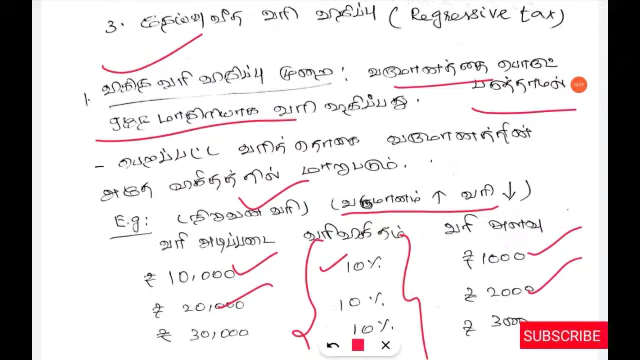 3. குறைவு வீத வரி விதிப்பு (Regressive tax)
1. விகித வரி விதிப்பு முறை : வருமானத்தை பொருட்
படுத்தாமல்
ஒரே மாதிரியாக வரி விதிப்பது.
- பெறப்பட்ட வரித் தொகை வருமானத்தின்
அதே விகிதத்தில் மாறுபடும்.
E.g: (நிறுவன வரி) (வருமானம் ↑ வரி ↓)
வரி அடிப்படை வரிவிகிதம் வரி அளவு
₹ 10,000 10% ₹ 1000
₹ 20,000 10% ₹ 2000
₹ 30,000 10% ₹ 3000
SUBSCRIBE